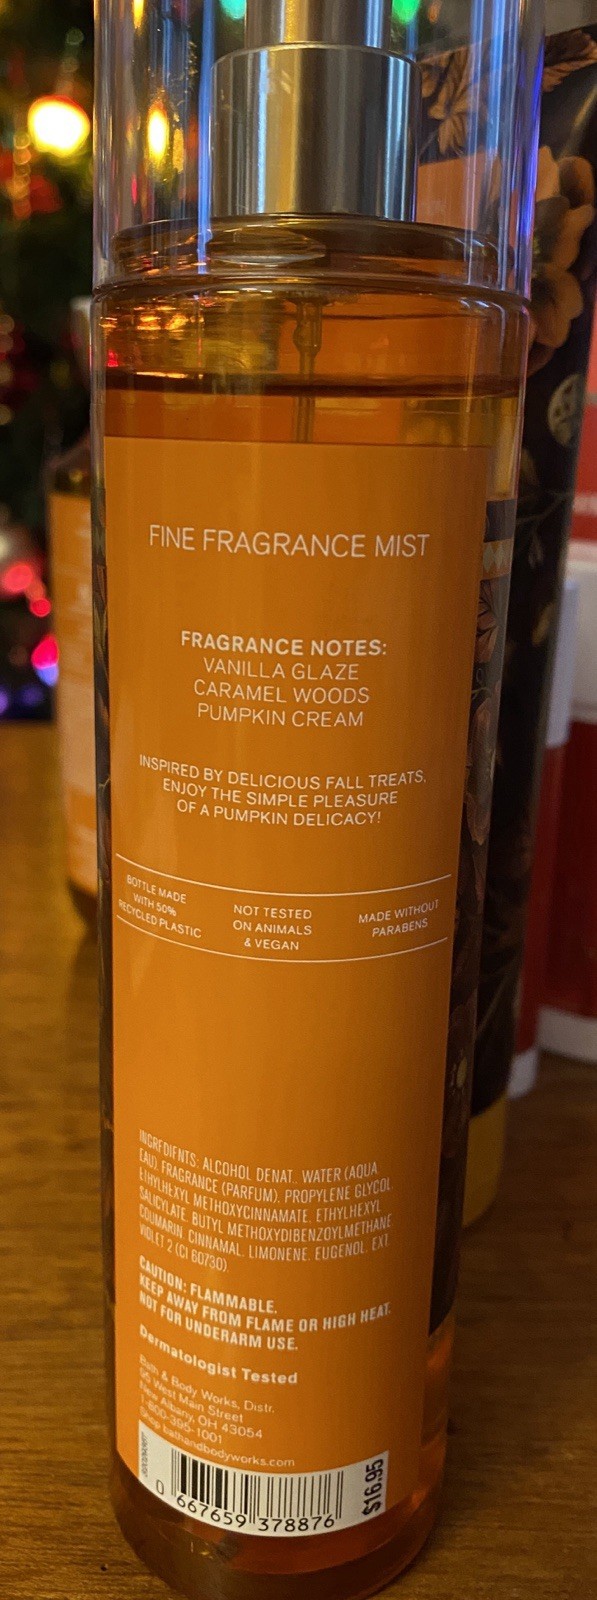 FINE FRAGRANCE MIST
FRAGRANCE NOTES:
VANILLA GLAZE
CARAMEL WOODS
PUMPKIN CREAM
INSPIRED BY DELICIOUS FALL TREATS,
ENJOY THE SIMPLE PLEASURE
OF A PUMPKIN DELICACY!
BOTTLE MADE
WITH 50%
RECYCLED PLASTIC
NOT TESTED
ON ANIMALS
& VEGAN
MADE WITHOUT
PARABENS
INGREDIENTS: ALCOHOL DENAT., WATER (AQUA
EAU), FRAGRANCE (PARFUM), PROPYLENE GLYCOL,
ETHYLHEXYL METHOXYCINNAMATE, ETHYLHEXYL
SALICYLATE, BUTYL METHOXYDIBENZOYLMETHANE,
COUMARIN, CINNAMAL, LIMONENE, EUGENOL, EXT.
VIOLET 2 (CI 60730).
CAUTION: FLAMMABLE.
KEEP AWAY FROM FLAME OR HIGH HEAT.
NOT FOR UNDERARM USE.
Dermatologist Tested
Bath & Body Works, Distr.
95 West Main Street
New Albany, OH 43054
1-800-395-1001
Shop bathandbodyworks.com
0 667659 378876
$16.95